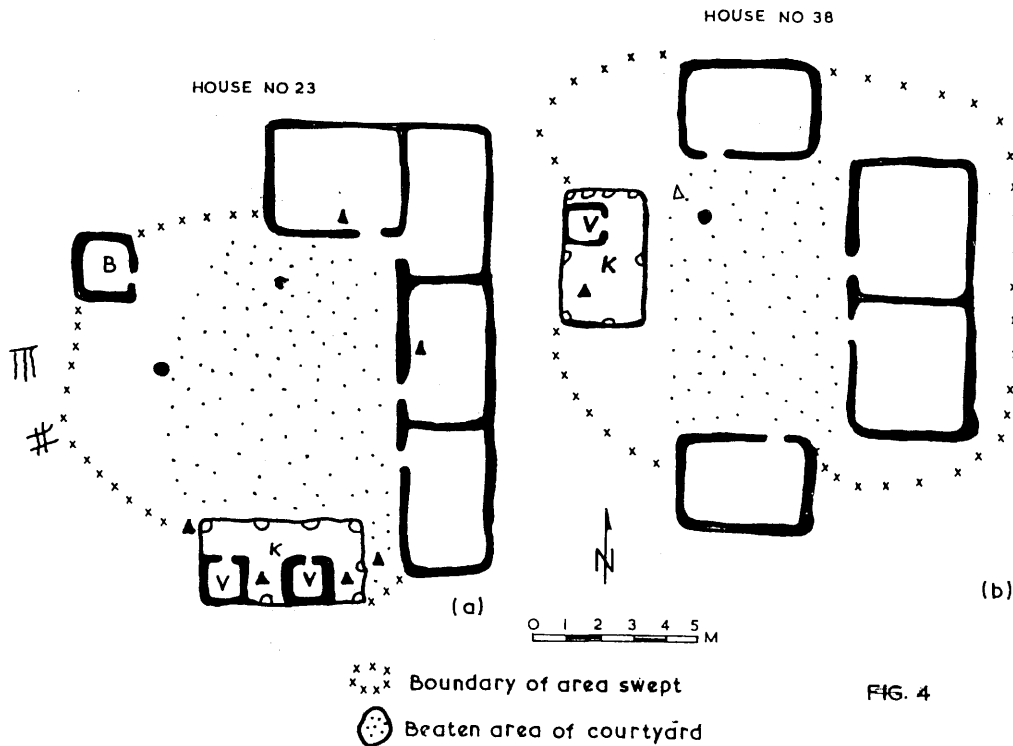 HOUSE NO 38
HOUSE NO 23
B
V
K
K
V
V
N
(a)
(b)
0 1 2 3 4 5 M
Boundary of area swept
Beaten area of courtyard
FIG. 4